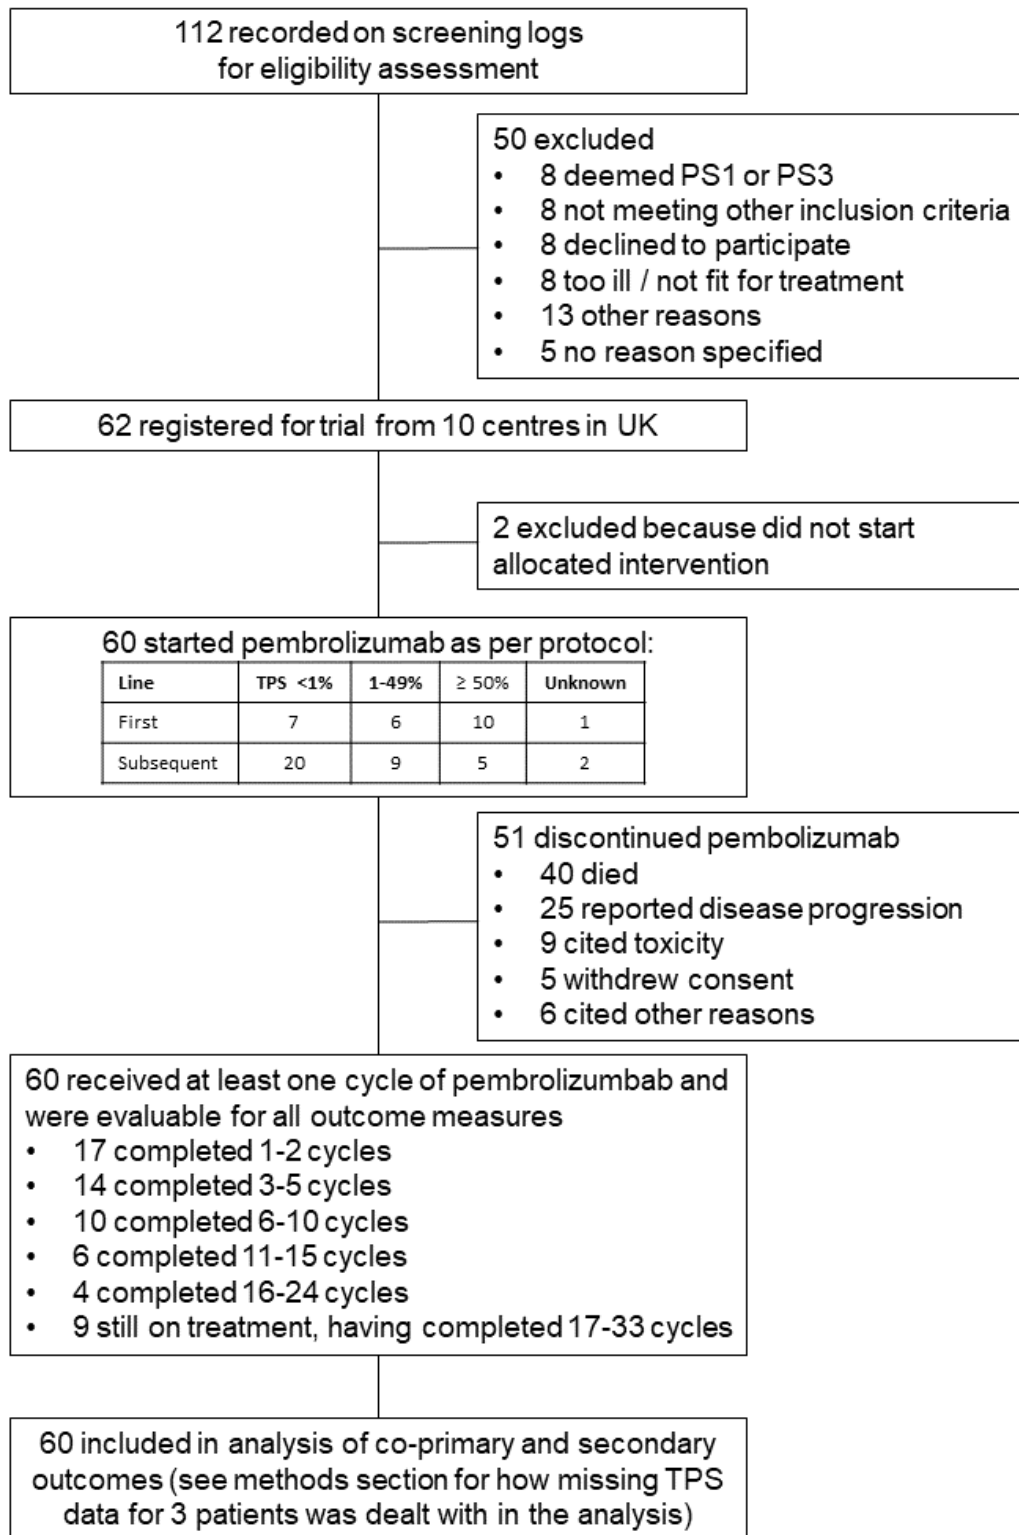 112 recorded on screening logs
for eligibility assessment
50 excluded
• 8 deemed PS1 or PS3
• 8 not meeting other inclusion criteria
• 8 declined to participate
• 8 too ill / not fit for treatment
• 13 other reasons
• 5 no reason specified
62 registered for trial from 10 centres in UK
2 excluded because did not start
allocated intervention
60 started pembrolizumab as per protocol:
Line TPS <1% 1-49% ≥ 50% Unknown
First 7 6 10 1
Subsequent 20 9 5 2
51 discontinued pembolizumab
• 40 died
• 25 reported disease progression
• 9 cited toxicity
• 5 withdrew consent
• 6 cited other reasons
60 received at least one cycle of pembrolizumbab and
were evaluable for all outcome measures
• 17 completed 1-2 cycles
• 14 completed 3-5 cycles
• 10 completed 6-10 cycles
• 6 completed 11-15 cycles
• 4 completed 16-24 cycles
• 9 still on treatment, having completed 17-33 cycles
60 included in analysis of co-primary and secondary
outcomes (see methods section for how missing TPS
data for 3 patients was dealt with in the analysis)